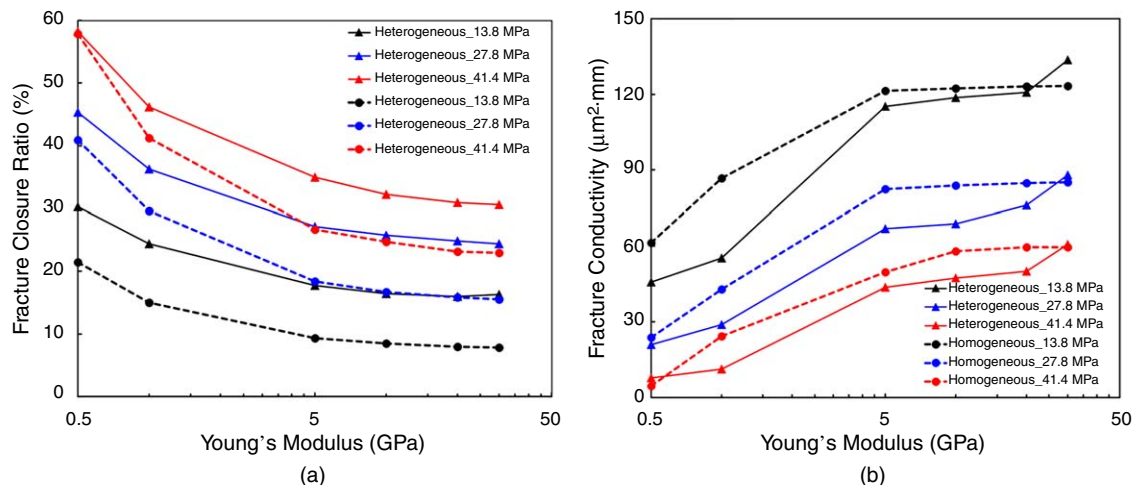 60
50
40
30
20
10
0
Fracture Closure Ratio (%)
Heterogeneous_13.8 MPa
Heterogeneous_27.8 MPa
Heterogeneous_41.4 MPa
Heterogeneous_13.8 MPa
Heterogeneous_27.8 MPa
Heterogeneous_41.4 MPa
0.5 5 50
Young's Modulus (GPa)
(a)
150
120
90
60
30
0
Fracture Conductivity (µm²·mm)
Heterogeneous_13.8 MPa
Heterogeneous_27.8 MPa
Heterogeneous_41.4 MPa
Homogeneous_13.8 MPa
Homogeneous_27.8 MPa
Homogeneous_41.4 MPa
0.5 5 50
Young's Modulus (GPa)
(b)